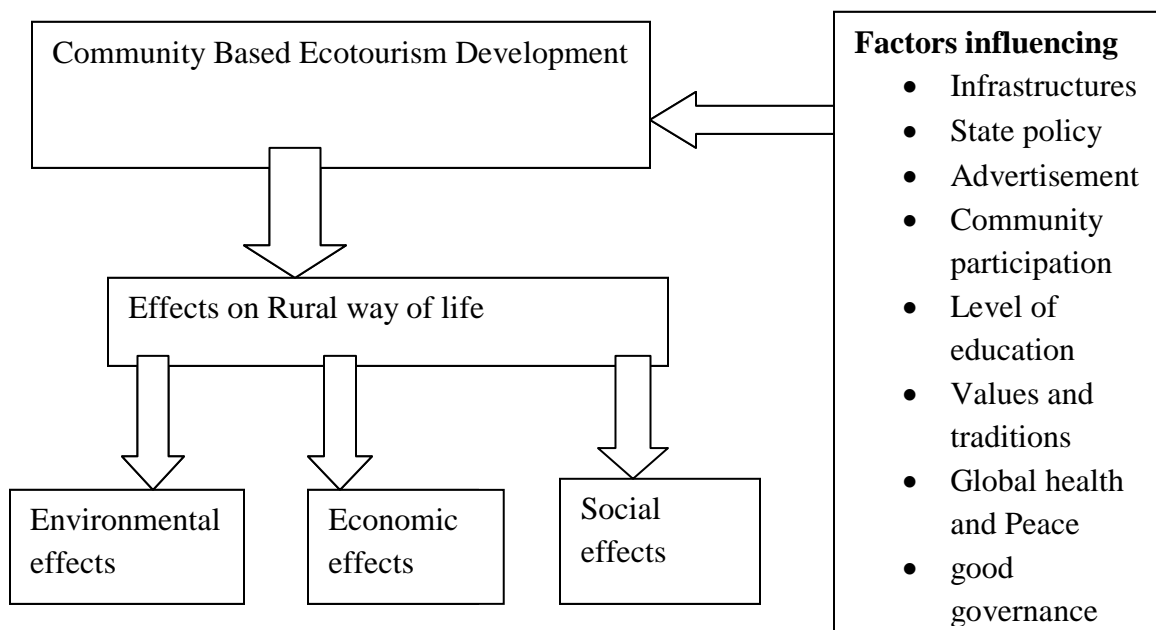 Community Based Ecotourism Development
Effects on Rural way of life
Environmental
effects
Economic
effects
Social
effects
Factors influencing
• Infrastructures
• State policy
• Advertisement
• Community
participation
• Level of
education
• Values and
traditions
• Global health
and Peace
• good
governance